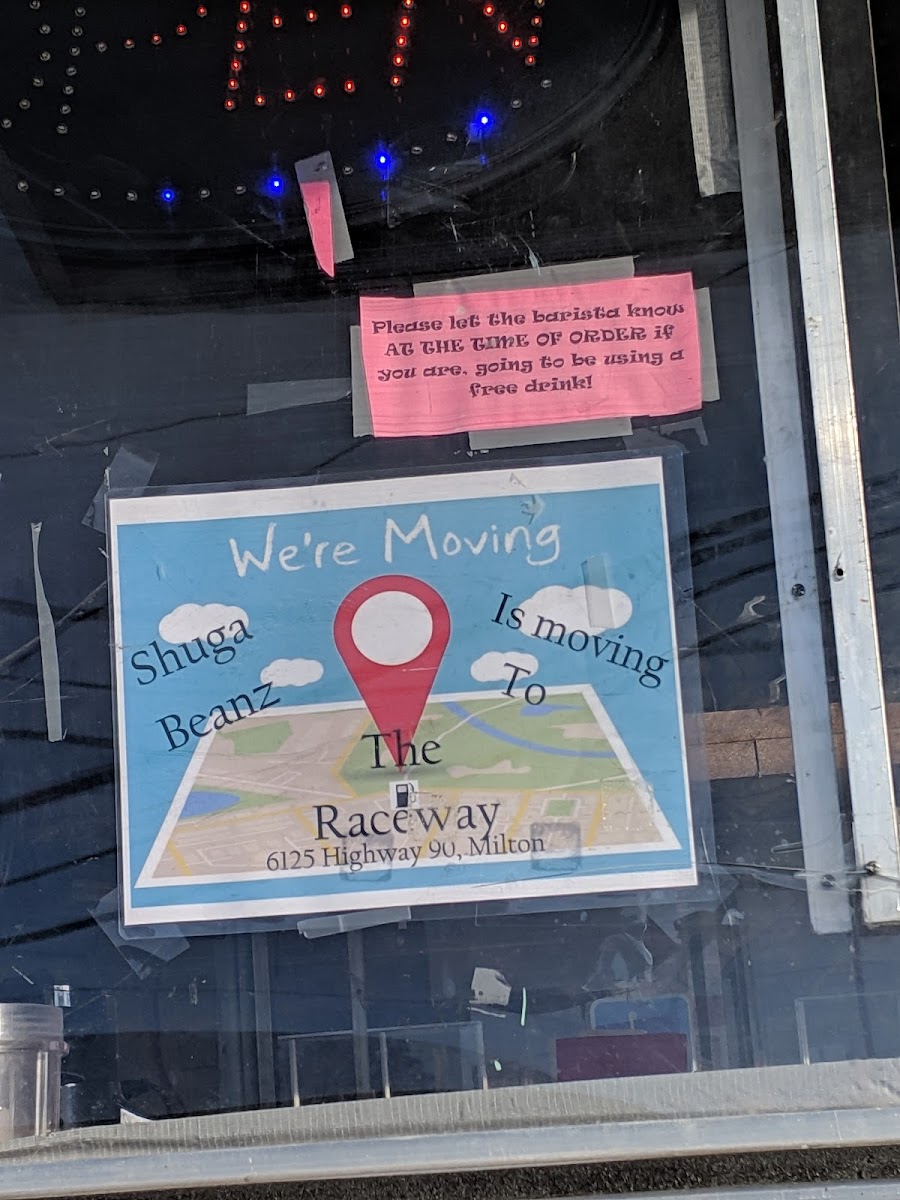 Please let the barista know
AT THE TIME OF ORDER if
you are, going to be using a
free drink!
We're Moving
Shuga
Beanz
Is moving
To
The
Raceway
6125 Highway 90, Milton